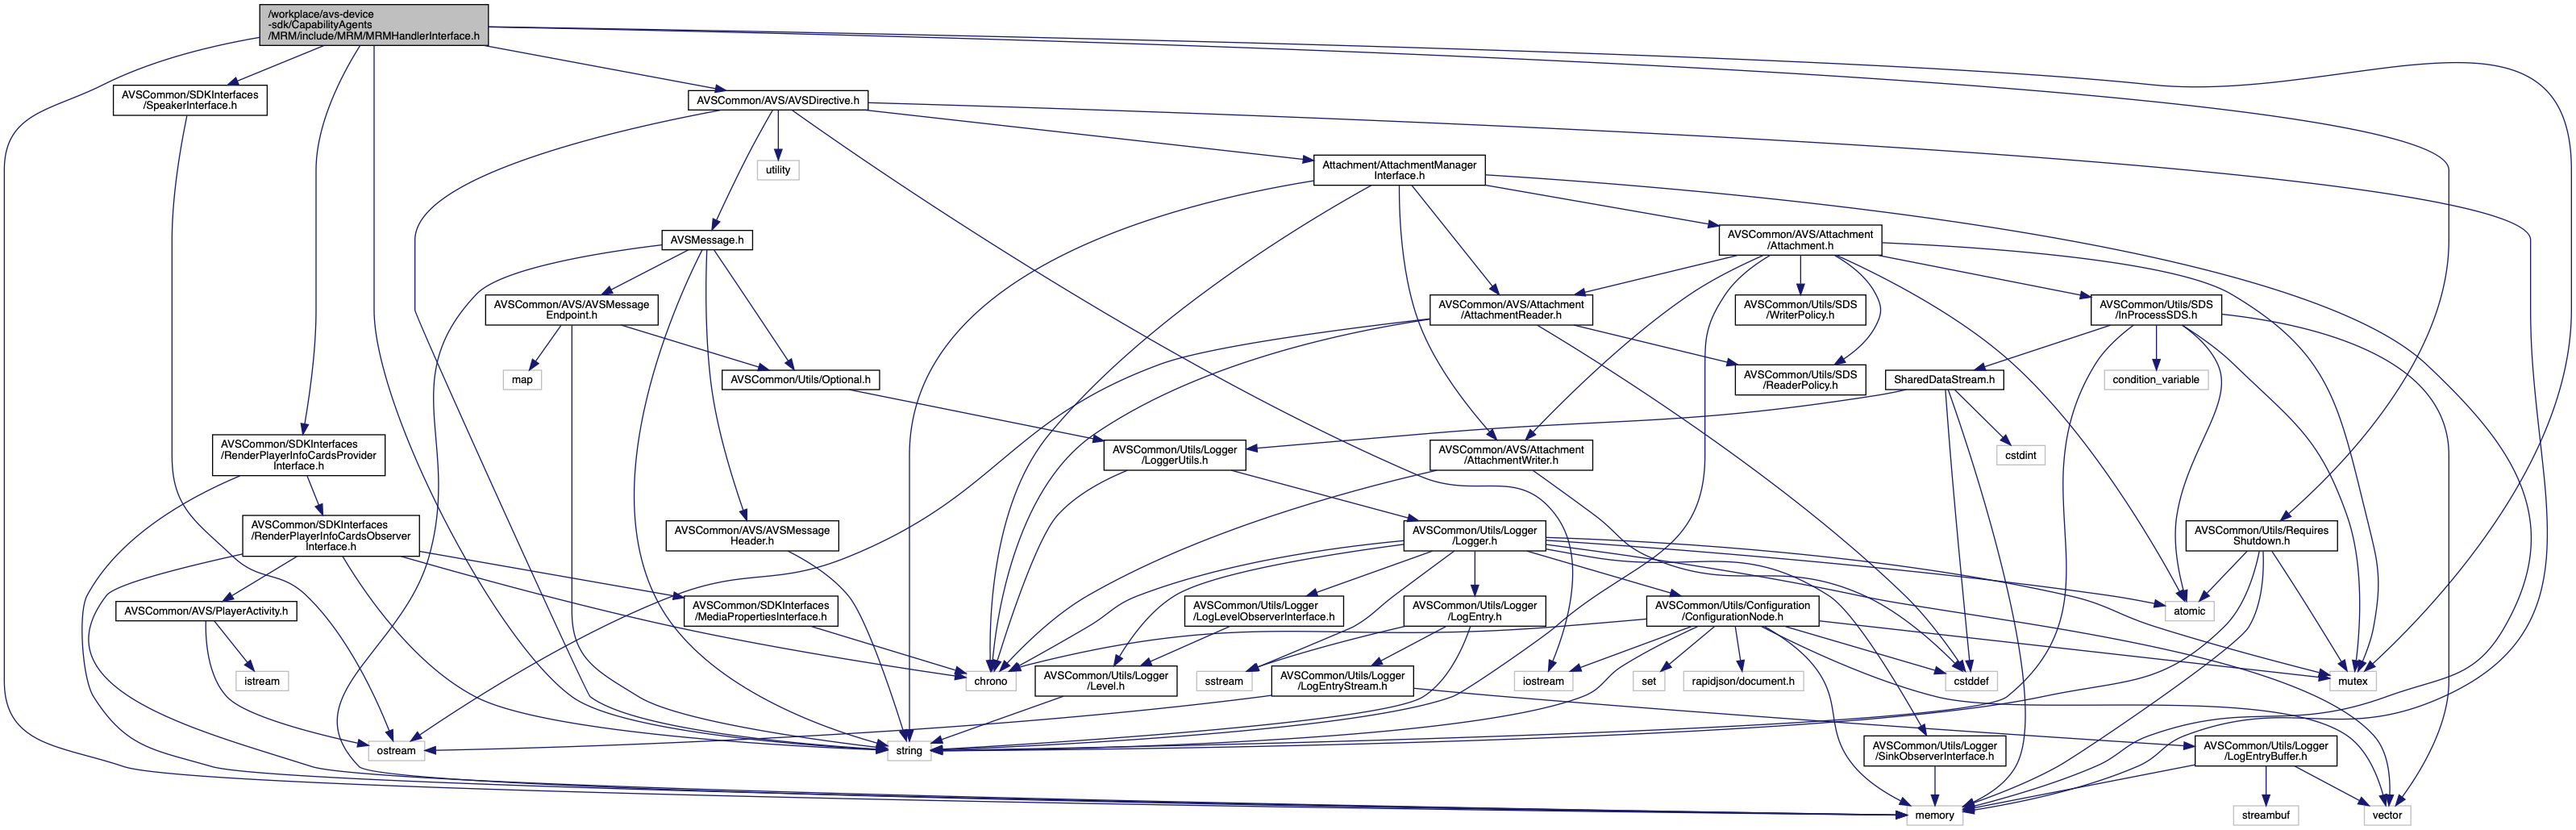 /workplace/avs-device
-sdk/CapabilityAgents
/MRM/include/MRM/MRMHandlerInterface.h
AVSCommon/SDKInterfaces
/SpeakerInterface.h
AVSCommon/AVS/AVSDirective.h
utility
Attachment/AttachmentManager
Interface.h
AVSMessage.h
AVSCommon/AVS/Attachment
/Attachment.h
AVSCommon/AVS/AVSMessage
Endpoint.h
AVSCommon/AVS/Attachment
/AttachmentReader.h
AVSCommon/Utils/SDS
/WriterPolicy.h
AVSCommon/Utils/SDS
/InProcessSDS.h
map
AVSCommon/Utils/Optional.h
AVSCommon/Utils/SDS
/ReaderPolicy.h
SharedDataStream.h
condition_variable
AVSCommon/SDKInterfaces
/RenderPlayerInfoCardsProvider
Interface.h
AVSCommon/Utils/Logger
/LoggerUtils.h
AVSCommon/AVS/Attachment
/AttachmentWriter.h
cstdint
AVSCommon/SDKInterfaces
/RenderPlayerInfoCardsObserver
Interface.h
AVSCommon/AVS/AVSMessage
Header.h
AVSCommon/Utils/Logger
/Logger.h
AVSCommon/Utils/Requires
Shutdown.h
AVSCommon/AVS/PlayerActivity.h
AVSCommon/SDKInterfaces
/MediaPropertiesInterface.h
AVSCommon/Utils/Logger
/LogLevelObserverInterface.h
AVSCommon/Utils/Logger
/LogEntry.h
AVSCommon/Utils/Configuration
/ConfigurationNode.h
atomic
istream
chrono
AVSCommon/Utils/Logger
/Level.h
sstream
AVSCommon/Utils/Logger
/LogEntryStream.h
iostream
set
rapidjson/document.h
cstddef
mutex
ostream
string
AVSCommon/Utils/Logger
/SinkObserverInterface.h
AVSCommon/Utils/Logger
/LogEntryBuffer.h
memory
streambuf
vector